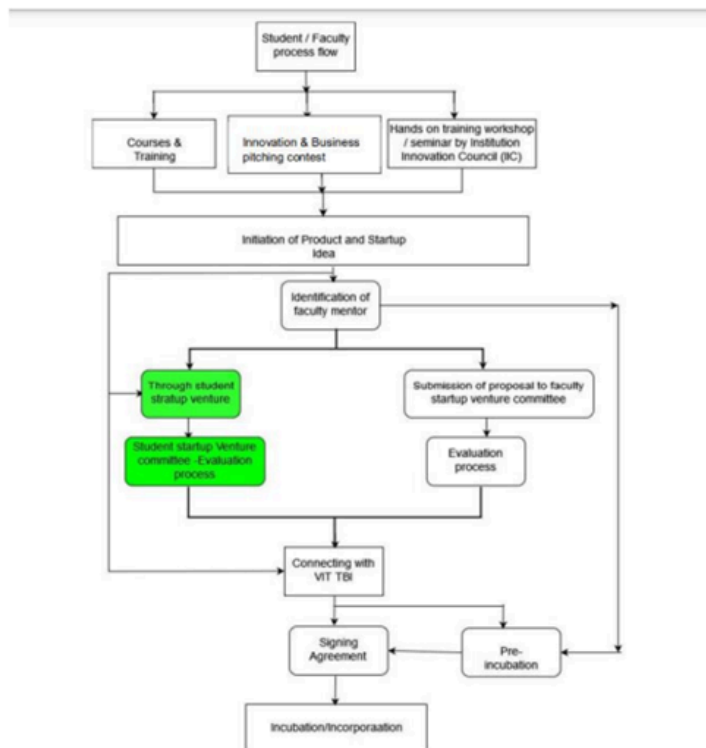 Student / Faculty
process flow
Courses &
Training
Innovation & Business
pitching contest
Hands on training workshop
/ seminar by Institution
Innovation Council (IIC)
Initiation of Product and Startup
Idea
Identification of
faculty mentor
Through student
stratup venture
Submission of proposal to faculty
startup venture committee
Student startup Venture
committee -Evaluation
process
Evaluation
process
Connecting with
VIT TBI
Signing
Agreement
Pre-
incubation
Incubation/Incorporaation